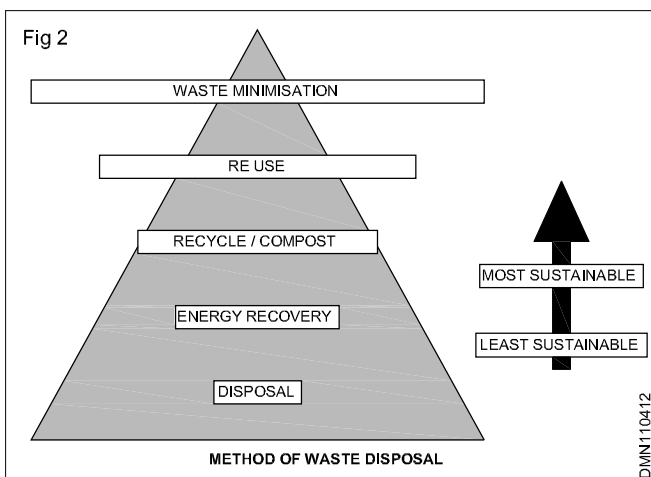 Fig 2
WASTE MINIMISATION
RE USE
RECYCLE / COMPOST
ENERGY RECOVERY
DISPOSAL
MOST SUSTAINABLE
LEAST SUSTAINABLE
METHOD OF WASTE DISPOSAL
DMN110412